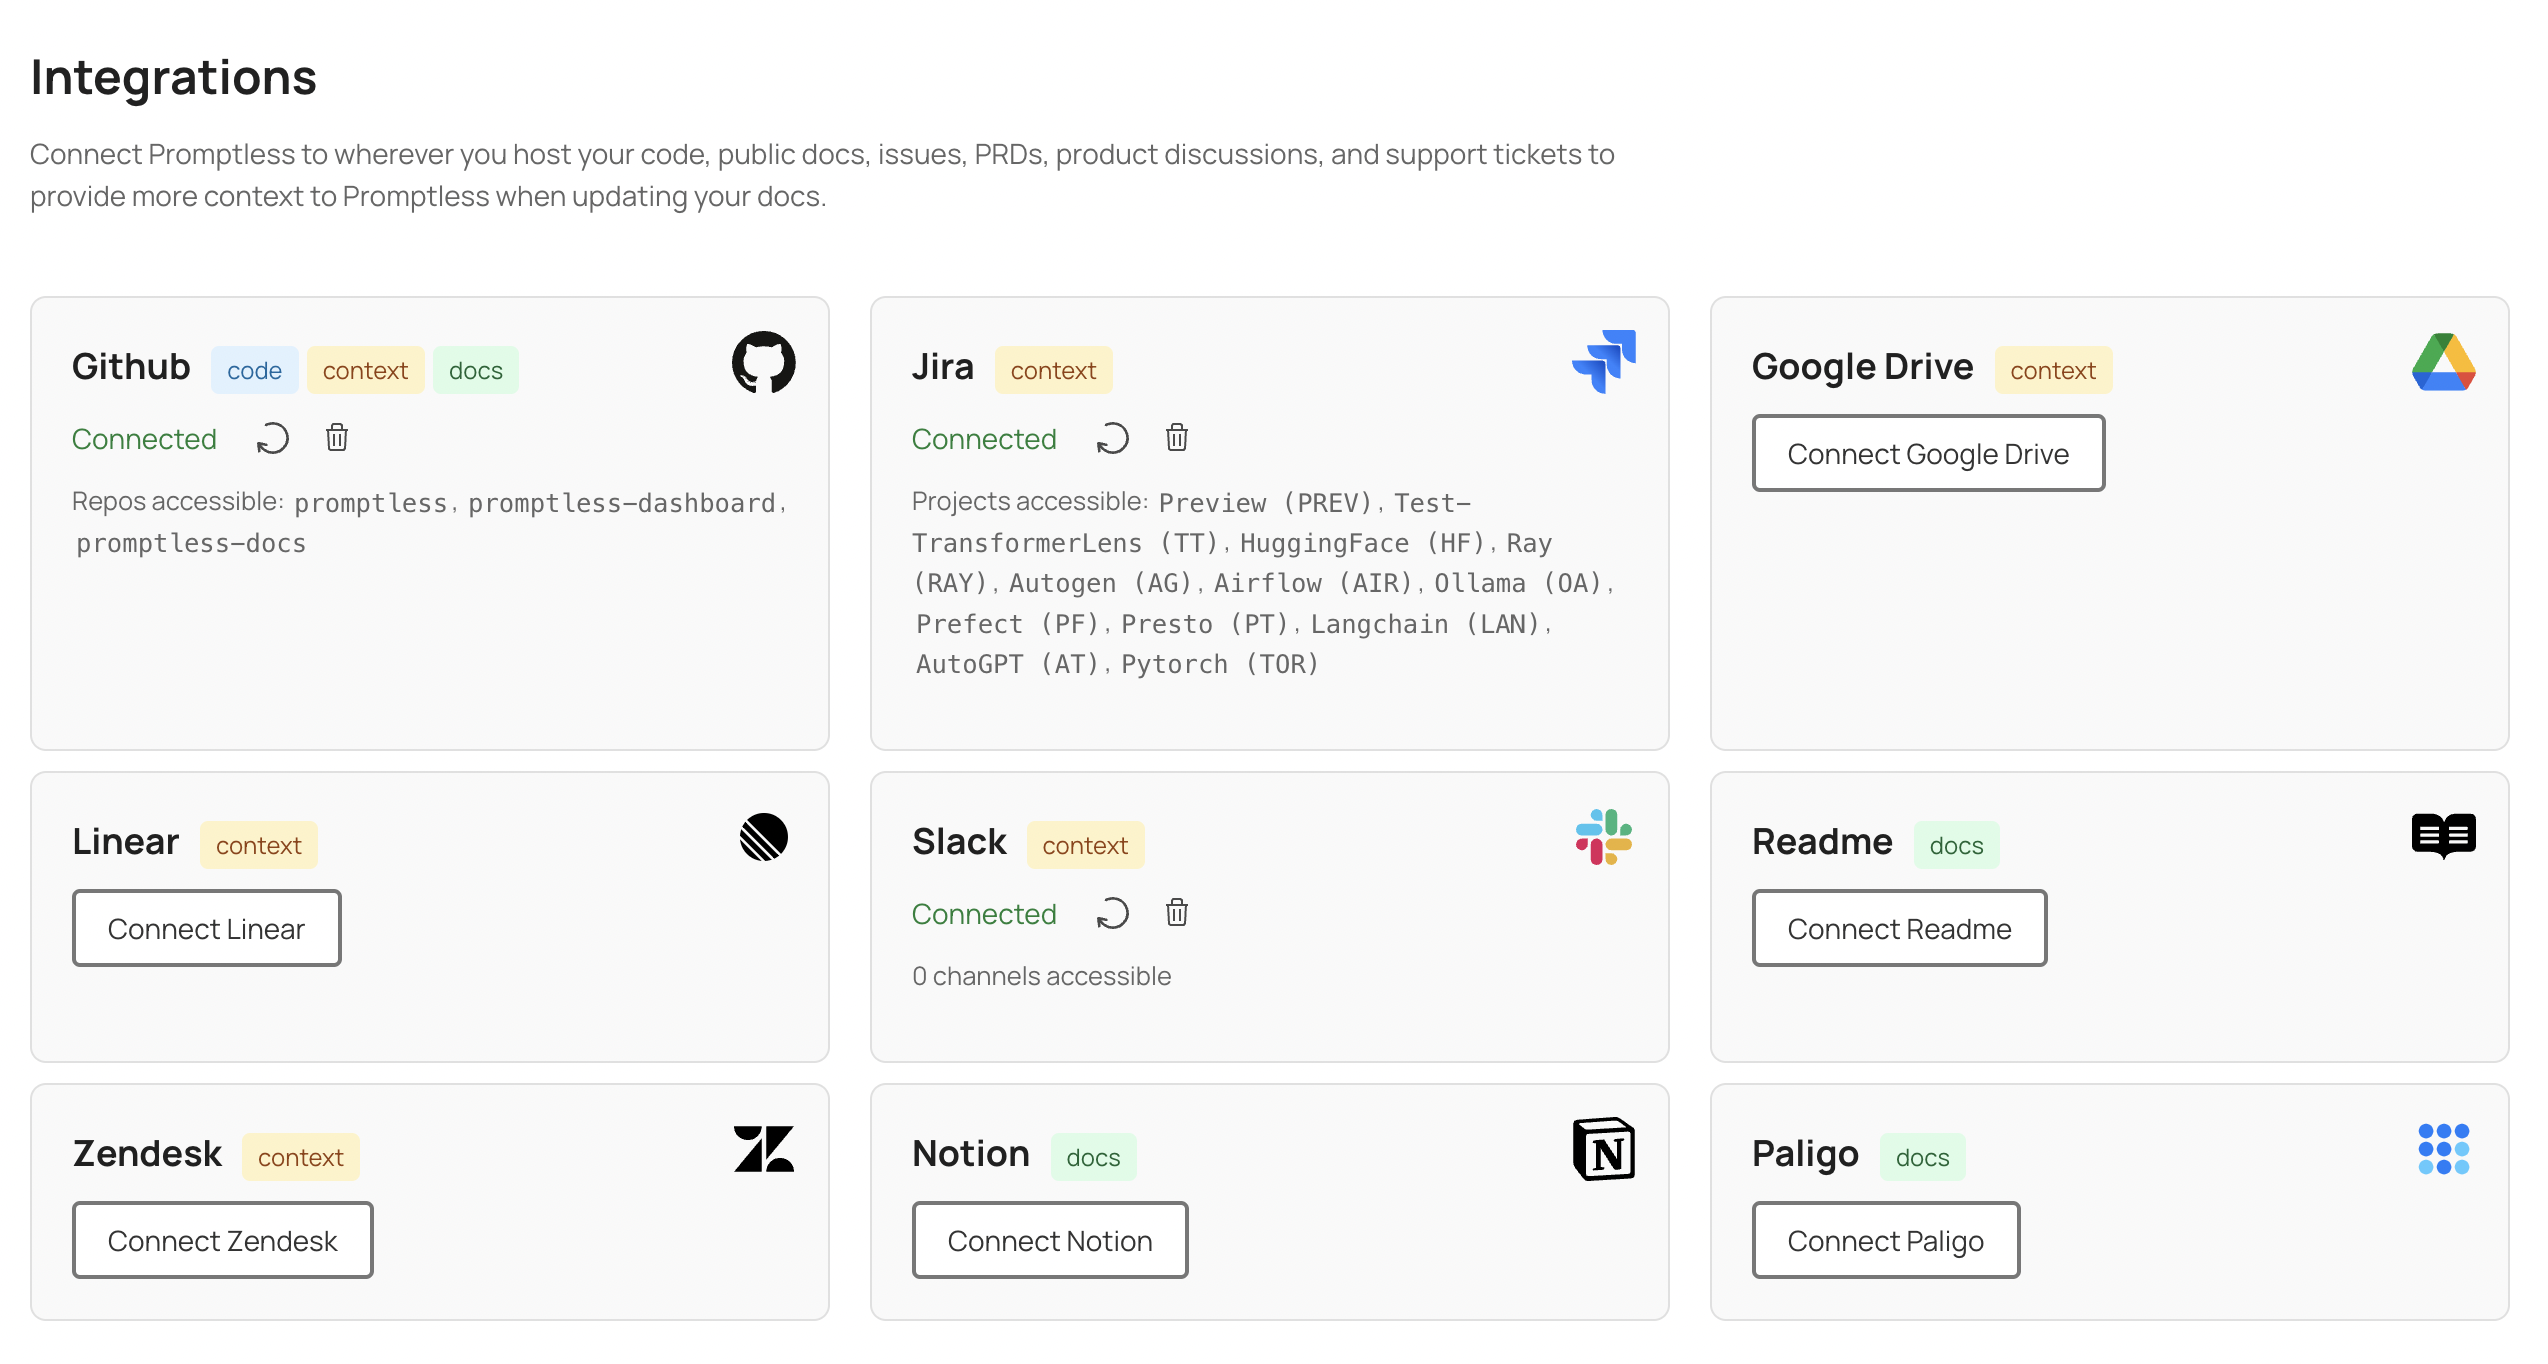 Integrations
Connect Promptless to wherever you host your code, public docs, issues, PRDs, product discussions, and support tickets to
provide more context to Promptless when updating your docs.
Github code context docs
Connected
Repos accessible: promptless, promptless-dashboard,
promptless-docs
Jira context
Connected
Projects accessible: Preview (PREV), Test-
TransformerLens (TT), HuggingFace (HF), Ray
(RAY), Autogen (AG), Airflow (AIR), Ollama (OA),
Prefect (PF), Presto (PT), Langchain (LAN),
AutoGPT (AT), Pytorch (TOR)
Google Drive context
Connect Google Drive
Linear context
Connect Linear
Slack context
Connected
0 channels accessible
Readme docs
Connect Readme
Zendesk context
Connect Zendesk
Notion docs
N
Connect Notion
Paligo docs
Connect Paligo